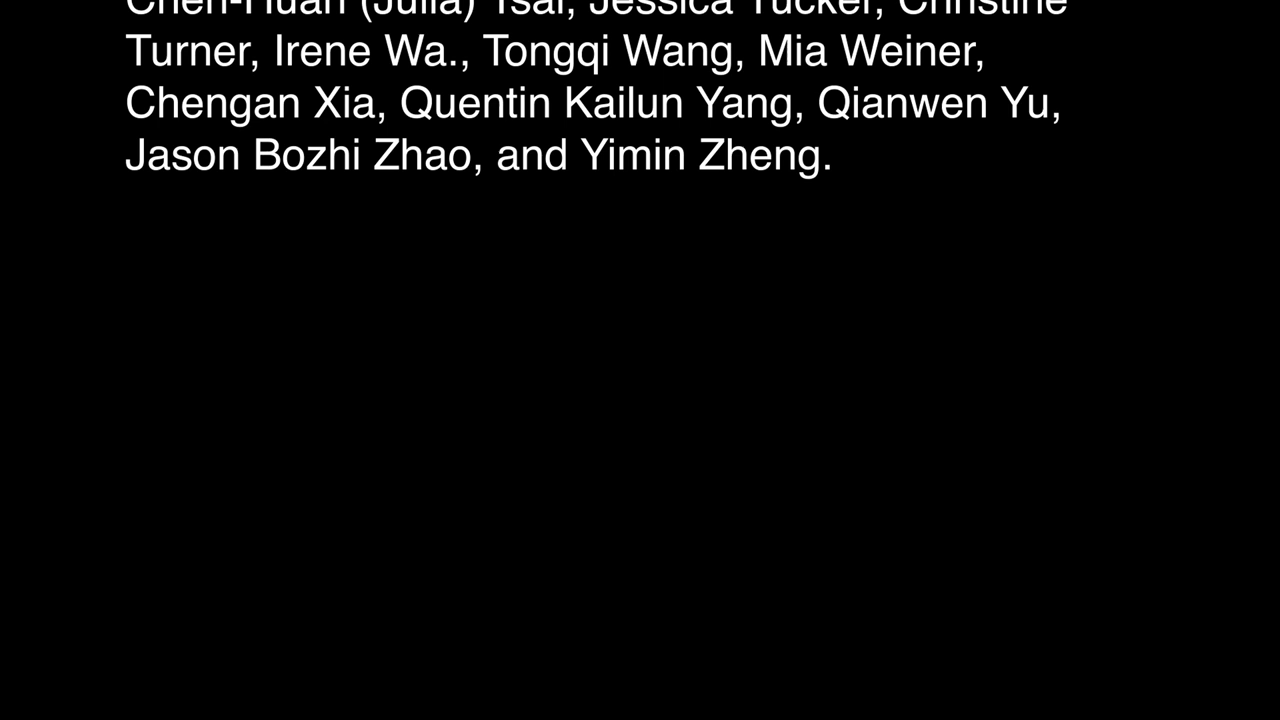 Chen-Huan (Julia) Tsai, Jessica Tucker, Christine
Turner, Irene Wa., Tongqi Wang, Mia Weiner,
Chengan Xia, Quentin Kailun Yang, Qianwen Yu,
Jason Bozhi Zhao, and Yimin Zheng.